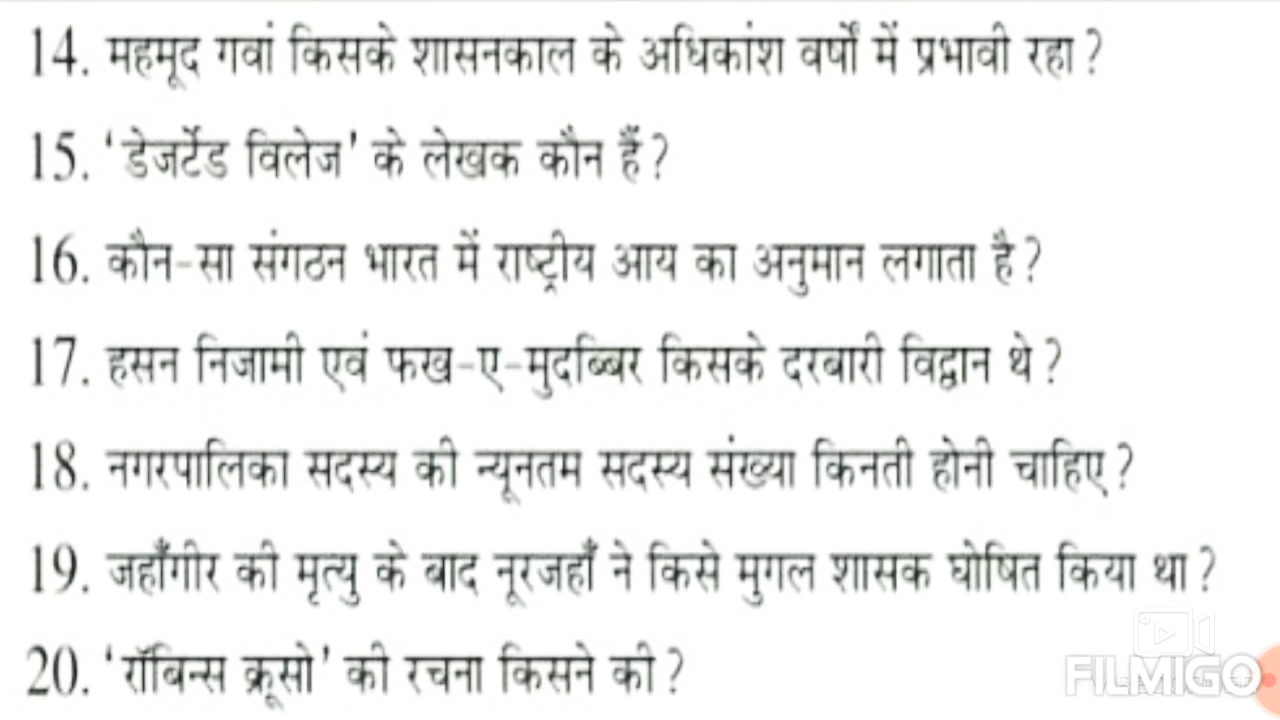 14. महमूद गवां किसके शासनकाल के अधिकांश वर्षों में प्रभावी रहा?
15. 'डेजर्टेड विलेज' के लेखक कौन हैं?
16. कौन-सा संगठन भारत में राष्ट्रीय आय का अनुमान लगाता है?
17. हसन निजामी एवं फख-ए-मुदब्बिर किसके दरबारी विद्वान थे?
18. नगरपालिका सदस्य की न्यूनतम सदस्य संख्या किनती होनी चाहिए?
19. जहाँगीर की मृत्यु के बाद नूरजहाँ ने किसे मुगल शासक घोषित किया था?
20. 'रॉबिन्स क्रूसो' की रचना किसने की?
FILMIGO